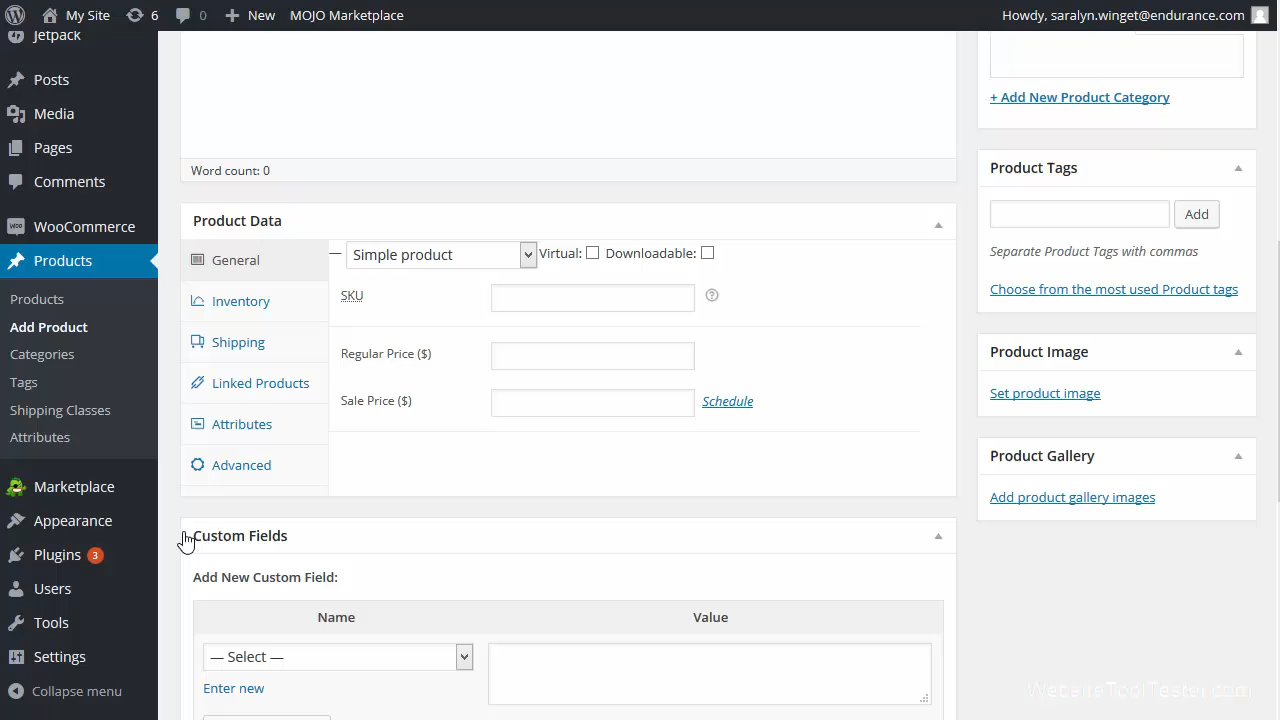 My Site 6 0 New MOJO Marketplace Howdy, saralyn.winget@endurance.com
Jetpack
Posts
Media
Pages
Comments
WooCommerce
Products
Products
Add Product
Categories
Tags
Shipping Classes
Attributes
Marketplace
Appearance
Plugins 3
Users
Tools
Settings
Collapse menu
Word count: 0
Product Data
General
Inventory
Shipping
Linked Products
Attributes
Advanced
— Simple product Virtual: Downloadable:
SKU ?
Regular Price ($)
Sale Price ($) Schedule
Custom Fields
Add New Custom Field:
Name Value
— Select —
Enter new
+ Add New Product Category
Product Tags
Add
Separate Product Tags with commas
Choose from the most used Product tags
Product Image
Set product image
Product Gallery
Add product gallery images
WebsiteToolTester.com